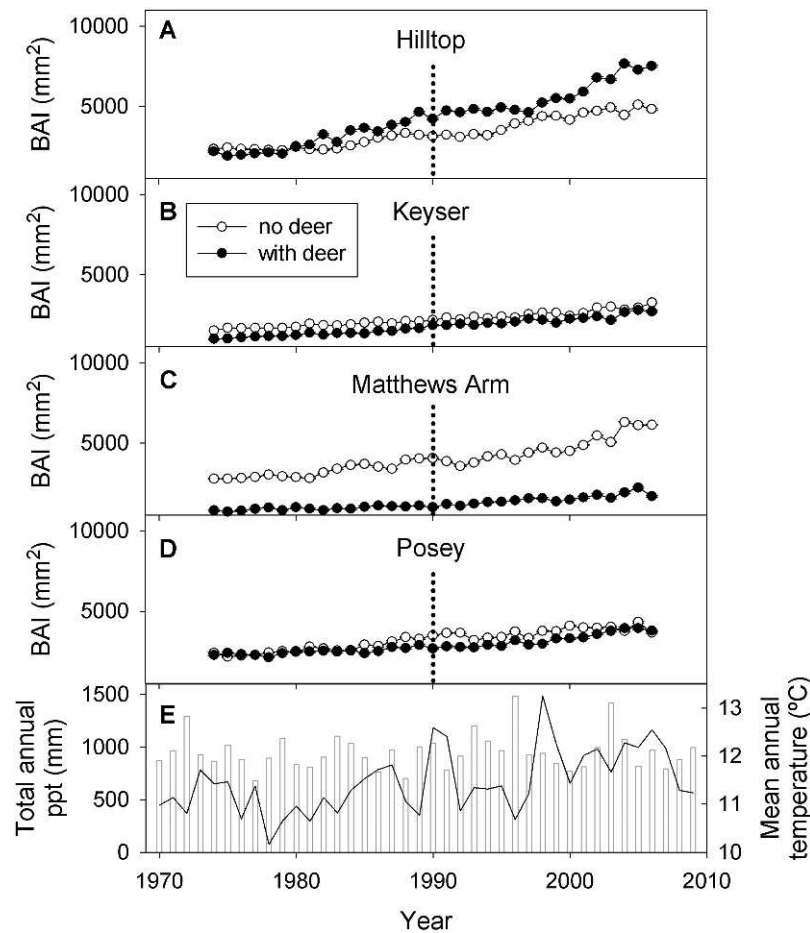 A
Hilltop
10000
5000
BAI (mm²)
B
Keyser
no deer
with deer
10000
5000
BAI (mm²)
C
Matthews Arm
10000
5000
BAI (mm²)
D
Posey
10000
5000
0
BAI (mm²)
E
1500
1000
500
0
Total annual
ppt (mm)
13
12
11
10
Mean annual
temperature (ºC)
1970 1980 1990 2000 2010
Year